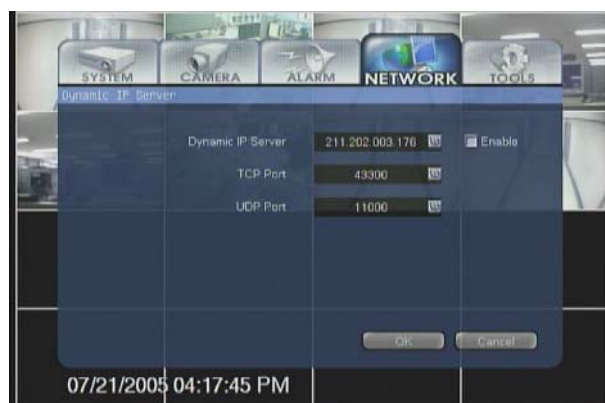 SYSTEM CAMERA ALARM NETWORK TOOLS
Dynamic IP Server
Dynamic IP Server 211.202.003.176 Enable
TCP Port 43300
UDP Port 11000
OK Cancel
07/21/2005 04:17:45 PM